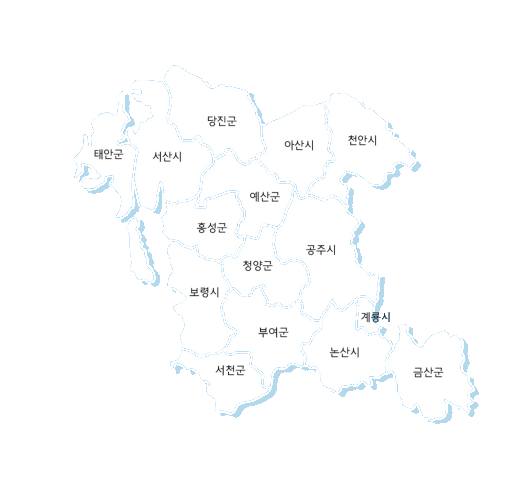 당진군
천안시
아산시
태안군
서산시
예산군
홍성군
공주시
청양군
보령시
계룡시
부여군
논산시
서천군
금산군